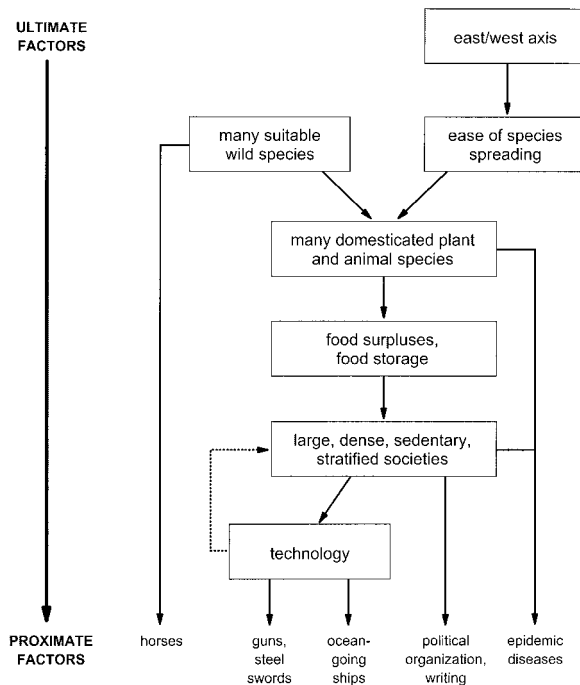 ULTIMATE
FACTORS
east/west axis
many suitable
wild species
ease of species
spreading
many domesticated plant
and animal species
food surpluses,
food storage
large, dense, sedentary,
stratified societies
technology
PROXIMATE
FACTORS
horses
guns,
steel
swords
ocean-
going
ships
political
organization,
writing
epidemic
diseases